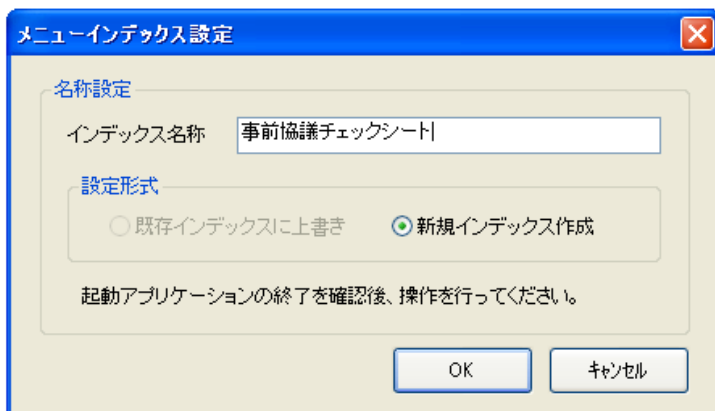 メニューインデックス設定
名称設定
インデックス名称 事前協議チェックシート
設定形式
既存インデックスに上書き 新規インデックス作成
起動アプリケーションの終了を確認後、操作を行ってください。
OK ｷｬﾝｾﾙ